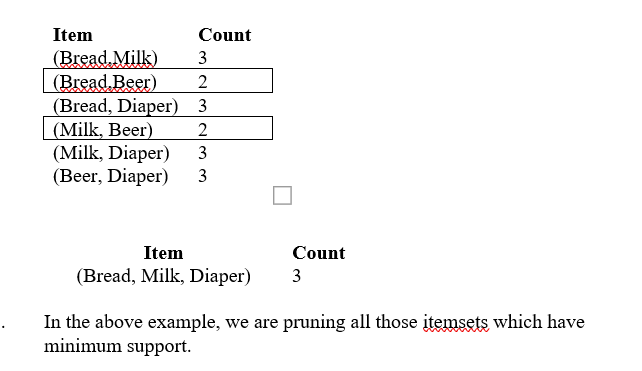 Item Count
(Bread,Milk) 3
(Bread,Beer) 2
(Bread, Diaper) 3
(Milk, Beer) 2
(Milk, Diaper) 3
(Beer, Diaper) 3
Item Count
(Bread, Milk, Diaper) 3
. In the above example, we are pruning all those itemsets which have
minimum support.